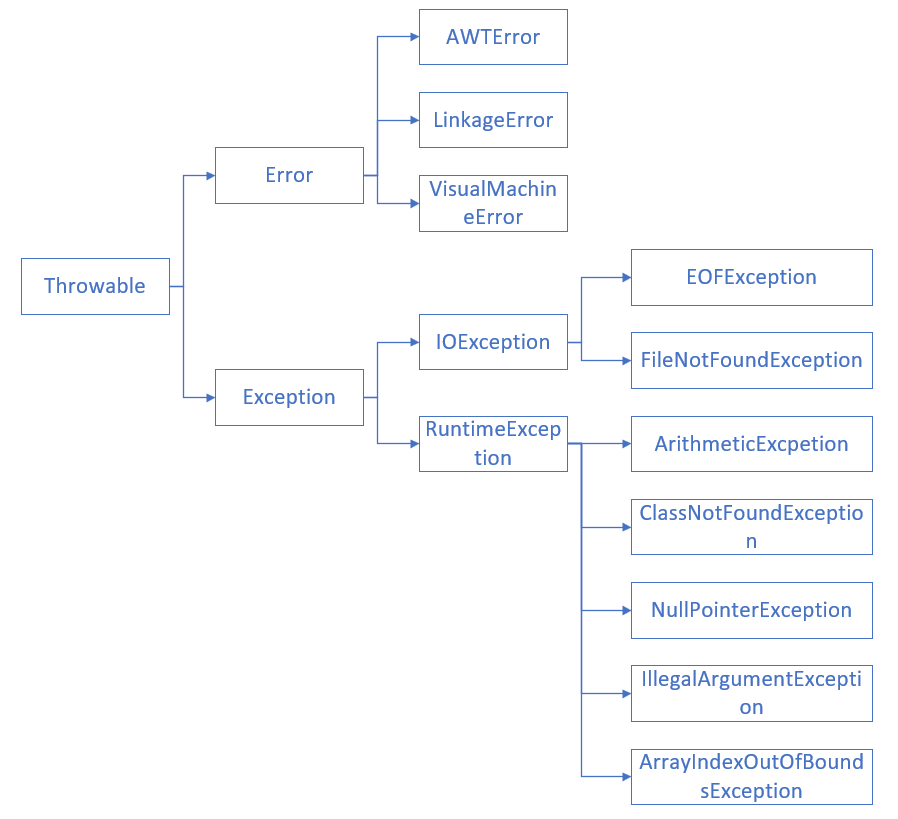 AWTError
LinkageError
Error
VisualMachin
eError
Throwable
EOFException
IOException
FileNotFoundException
Exception
RuntimeExcep
tion
ArithmeticExcpetion
ClassNotFoundExceptio
n
NullPointerException
IllegalArgumentExcepti
on
ArrayIndexOutOfBound
sException